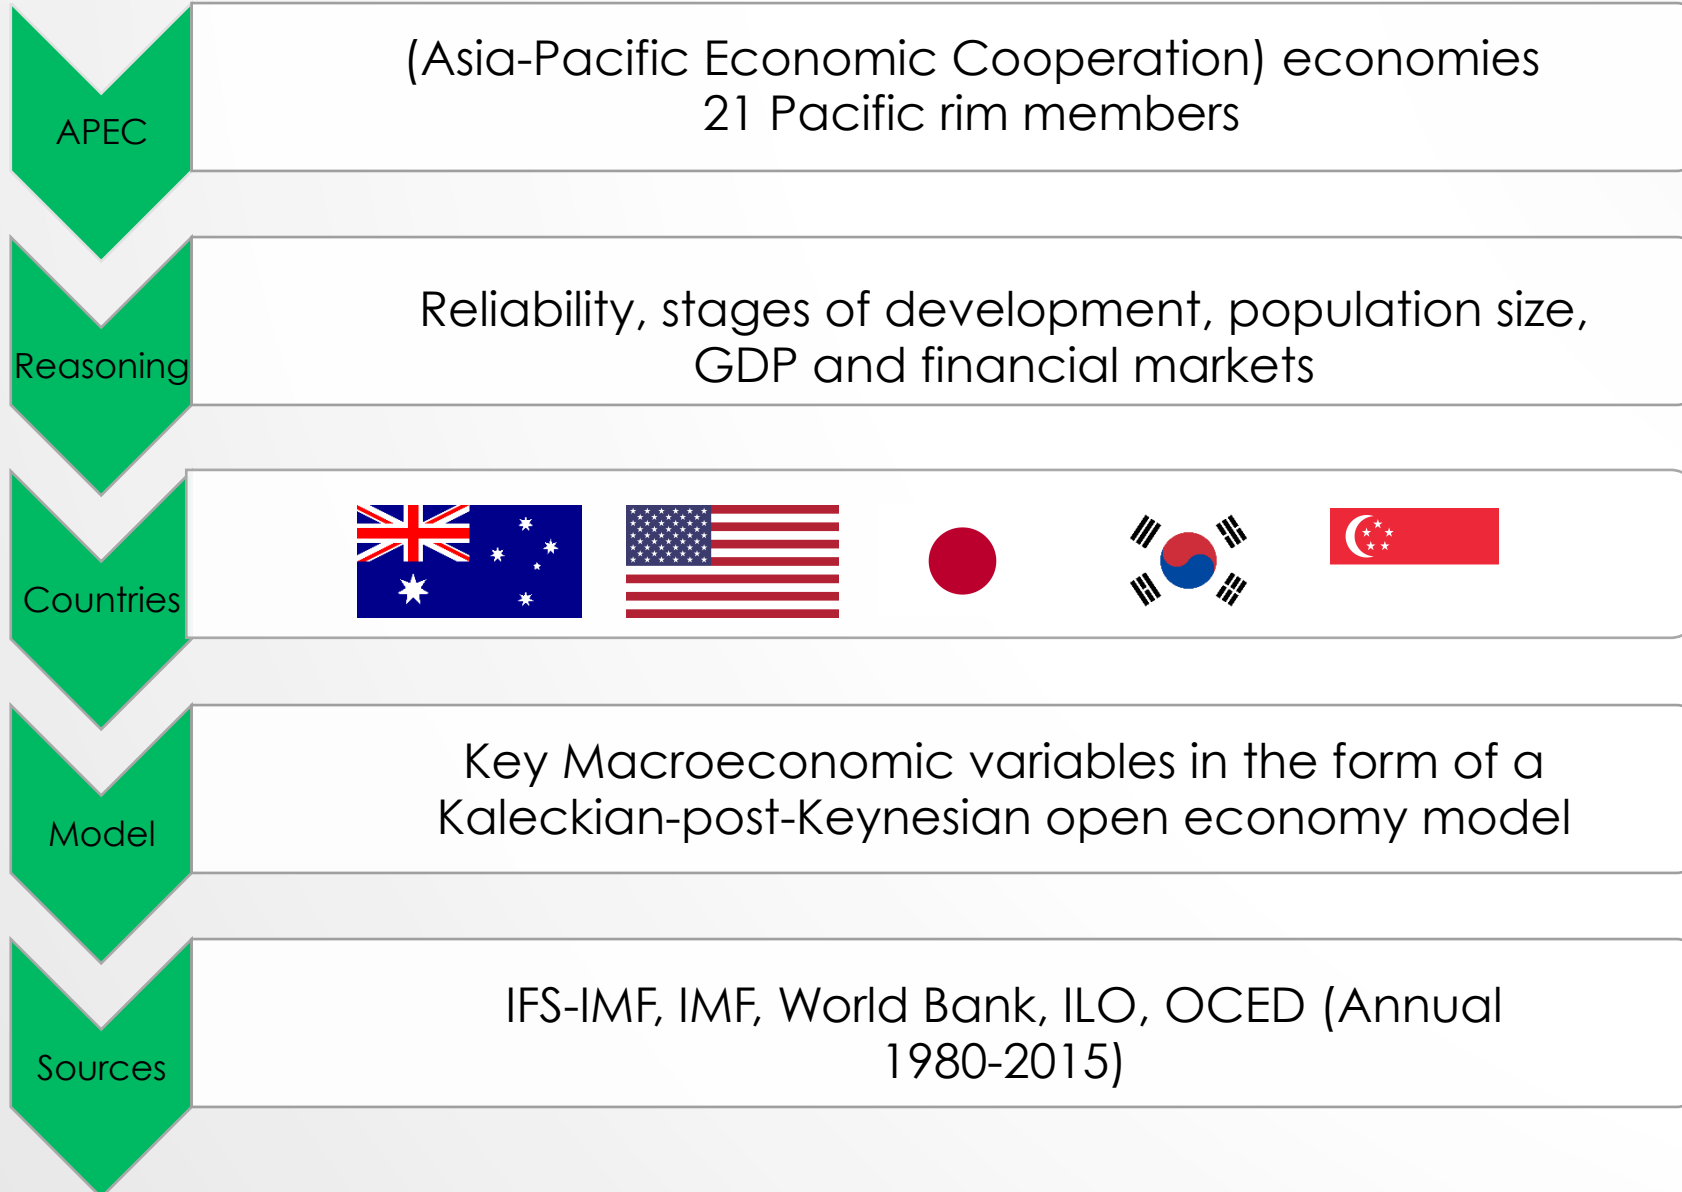 APEC
(Asia-Pacific Economic Cooperation) economies
21 Pacific rim members
Reasoning
Reliability, stages of development, population size,
GDP and financial markets
Countries
Model
Key Macroeconomic variables in the form of a
Kaleckian-post-Keynesian open economy model
Sources
IFS-IMF, IMF, World Bank, ILO, OCED (Annual
1980-2015)